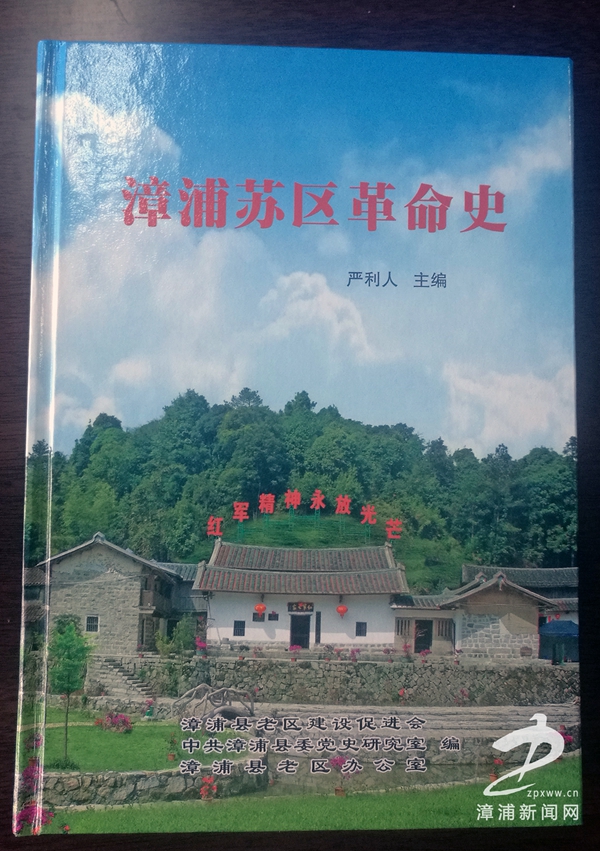 漳浦苏区革命史
严利人 主编
红军精神永放光芒
漳浦县老区建设促进会
中共漳浦县委党史研究室 编
漳浦县老区办公室
zpxww.cn
漳浦新闻网